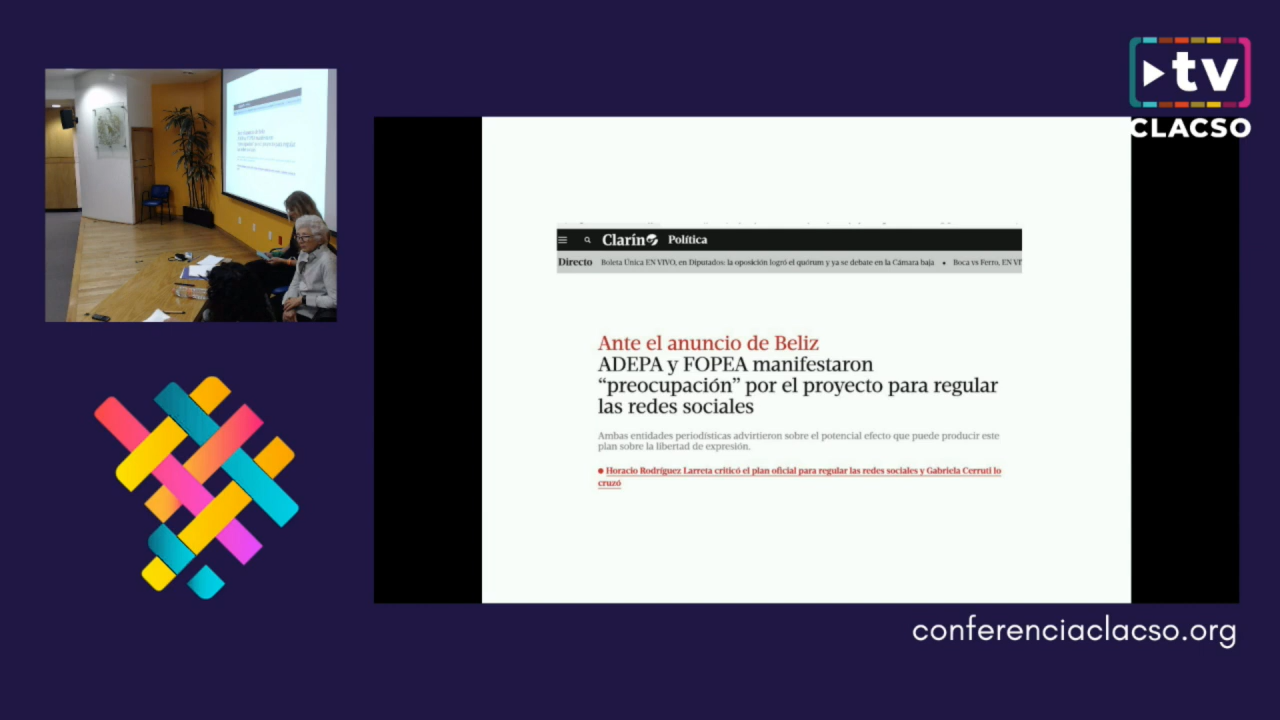 tv
CLACSO
Clarín Política
Directo Boleta Única EN VIVO, en Diputados: la oposición logró el quórum y ya se debate en la Cámara baja • Boca vs Ferro, EN VI
Ante el anuncio de Beliz
ADEPA y FOPEA manifestaron
“preocupación” por el proyecto para regular
las redes sociales
Ambas entidades periodísticas advirtieron sobre el potencial efecto que puede producir este
plan sobre la libertad de expresión.
• Horacio Rodríguez Larreta criticó el plan oficial para regular las redes sociales y Gabriela Cerruti lo
cruzó
conferenciaclacso.org